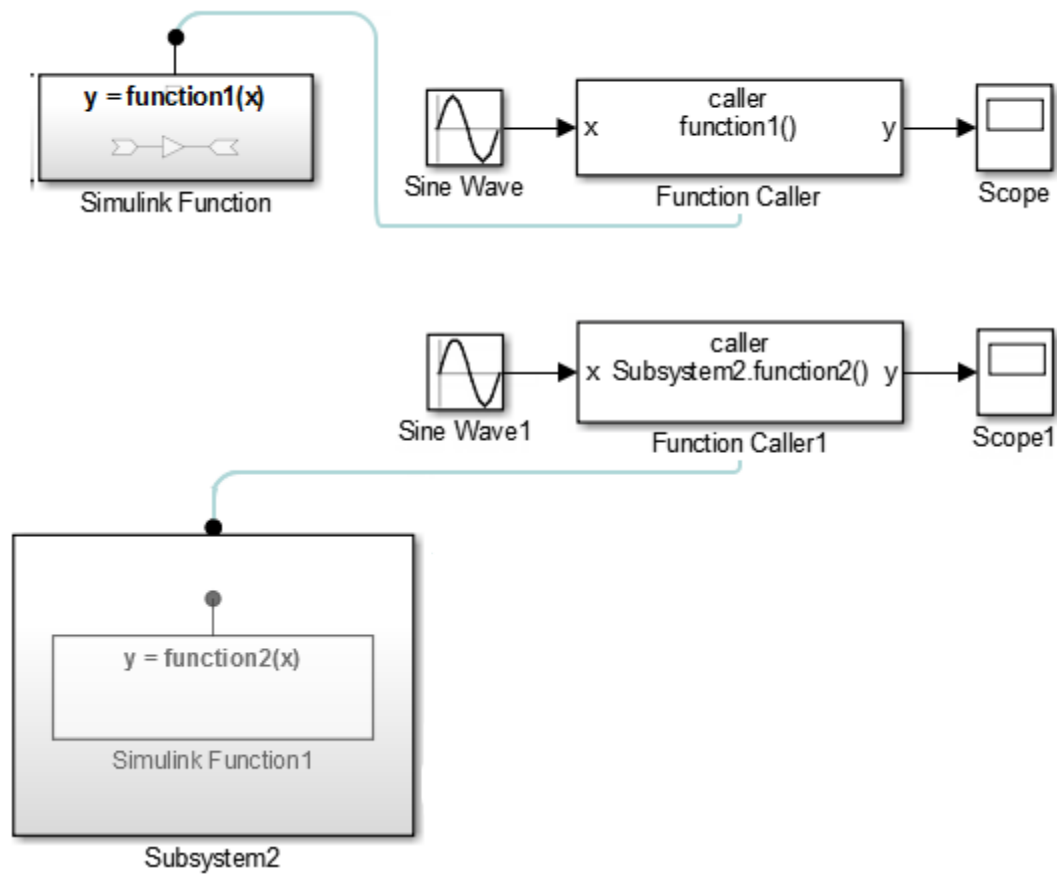 y = function1(x)
Simulink Function
Sine Wave
caller
function1()
x
y
Function Caller
Scope
Sine Wave1
caller
x Subsystem2.function2() y
Function Caller1
Scope1
y = function2(x)
Simulink Function1
Subsystem2